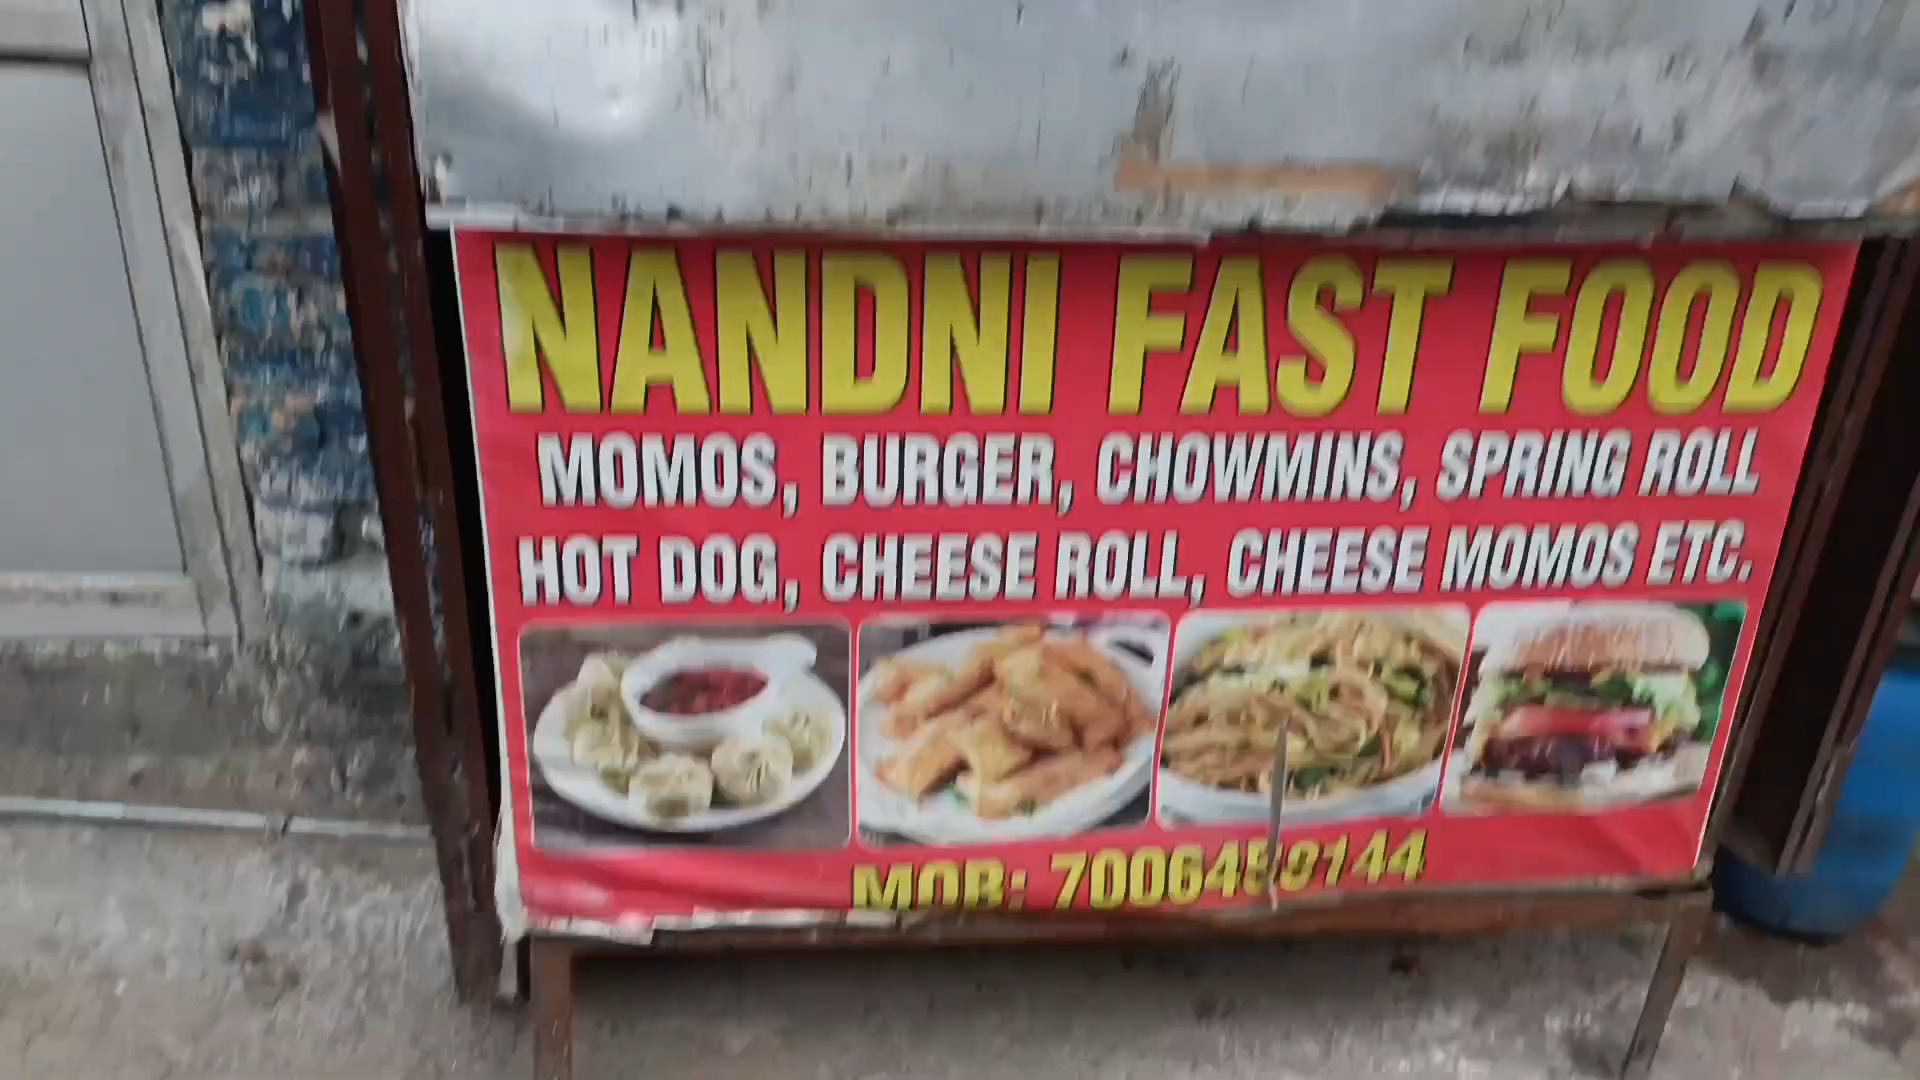 NANDNI FAST FOOD
MOMOS, BURGER, CHOWMINS, SPRING ROLL
HOT DOG, CHEESE ROLL, CHEESE MOMOS ETC.
MOB: